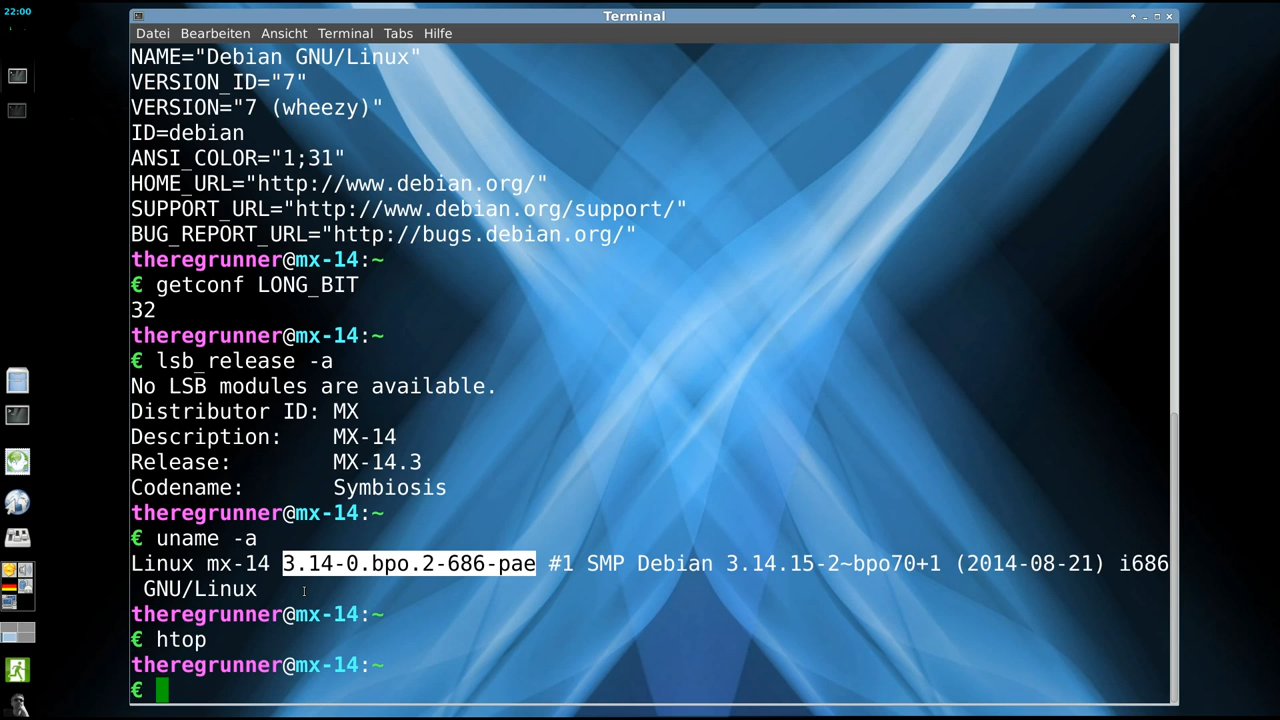 22:00
Terminal
Datei Bearbeiten Ansicht Terminal Tabs Hilfe
NAME="Debian GNU/Linux"
VERSION_ID="7"
VERSION="7 (wheezy)"
ID=debian
ANSI_COLOR="1;31"
HOME_URL="http://www.debian.org/"
SUPPORT_URL="http://www.debian.org/support/"
BUG_REPORT_URL="http://bugs.debian.org/"
theregrunner@mx-14:~
€ getconf LONG_BIT
32
theregrunner@mx-14:~
€ lsb_release -a
No LSB modules are available.
Distributor ID: MX
Description: MX-14
Release: MX-14.3
Codename: Symbiosis
theregrunner@mx-14:~
€ uname -a
Linux mx-14 3.14-0.bpo.2-686-pae #1 SMP Debian 3.14.15-2~bpo70+1 (2014-08-21) i686
GNU/Linux
theregrunner@mx-14:~
€ htop
theregrunner@mx-14:~
€